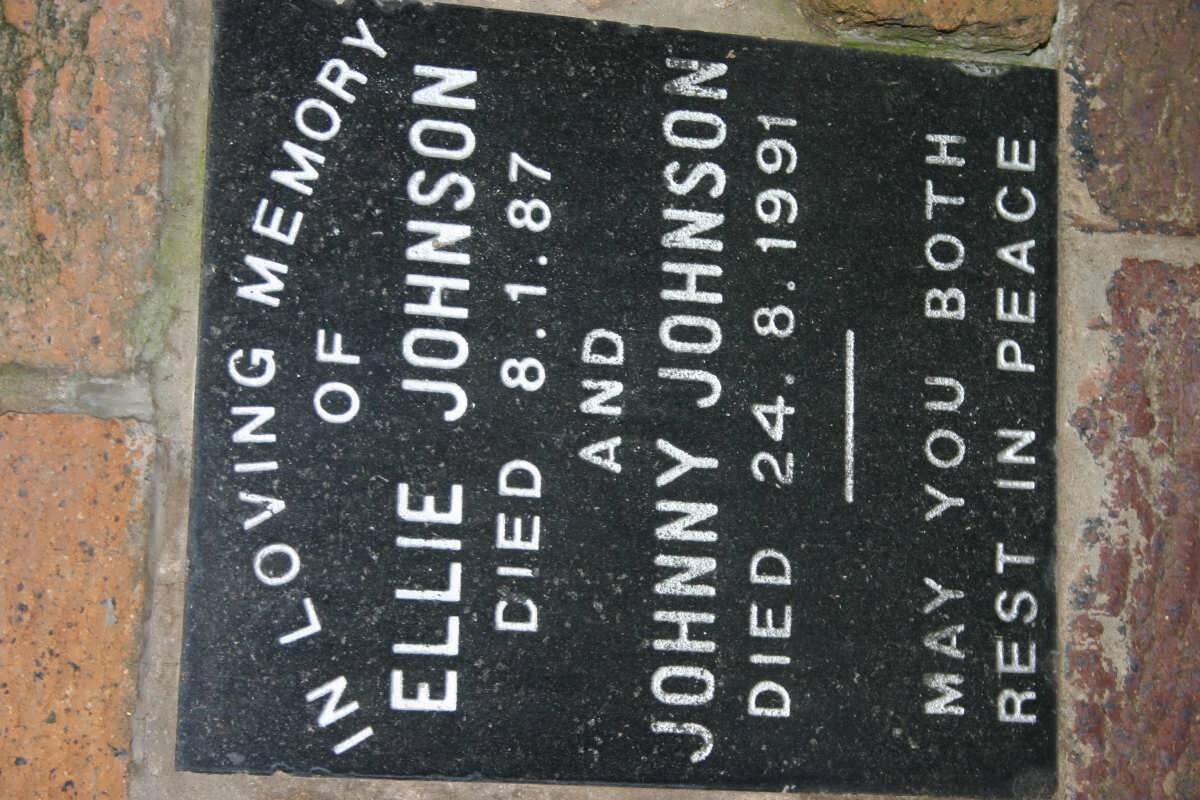 IN LOVING MEMORY
OF
ELLIE JOHNSON
DIED 8.1.87
AND
JOHNNY JOHNSON
DIED 24.8.1991
MAY YOU BOTH
REST IN PEACE